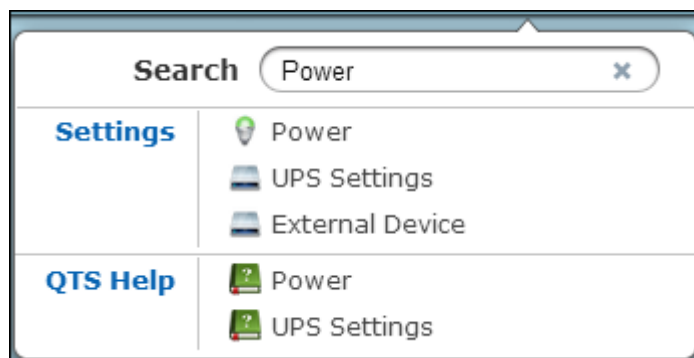 Search Power
Settings Power
UPS Settings
External Device
QTS Help Power
UPS Settings